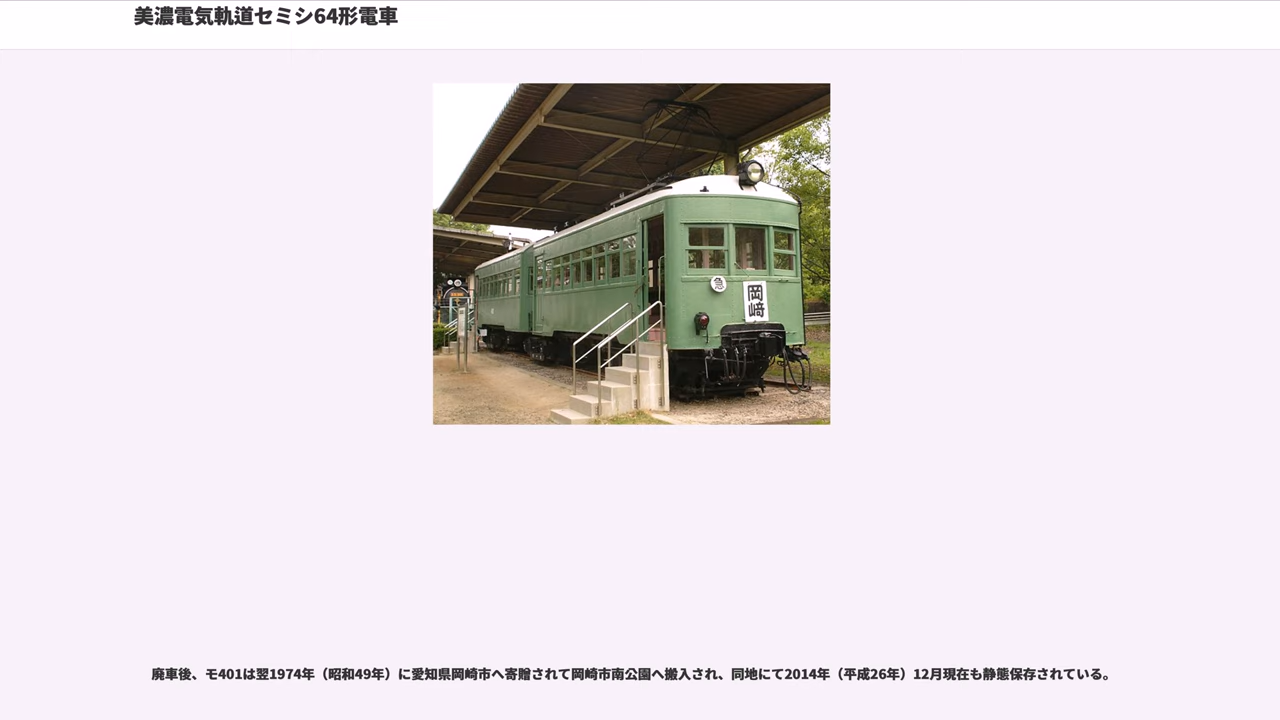 美濃電気軌道セミシ64形電車
急
岡
﨑
廃車後、モ401は翌1974年（昭和49年）に愛知県岡崎市へ寄贈されて岡崎市南公園へ搬入され、同地にて2014年（平成26年）12月現在も静態保存されている。